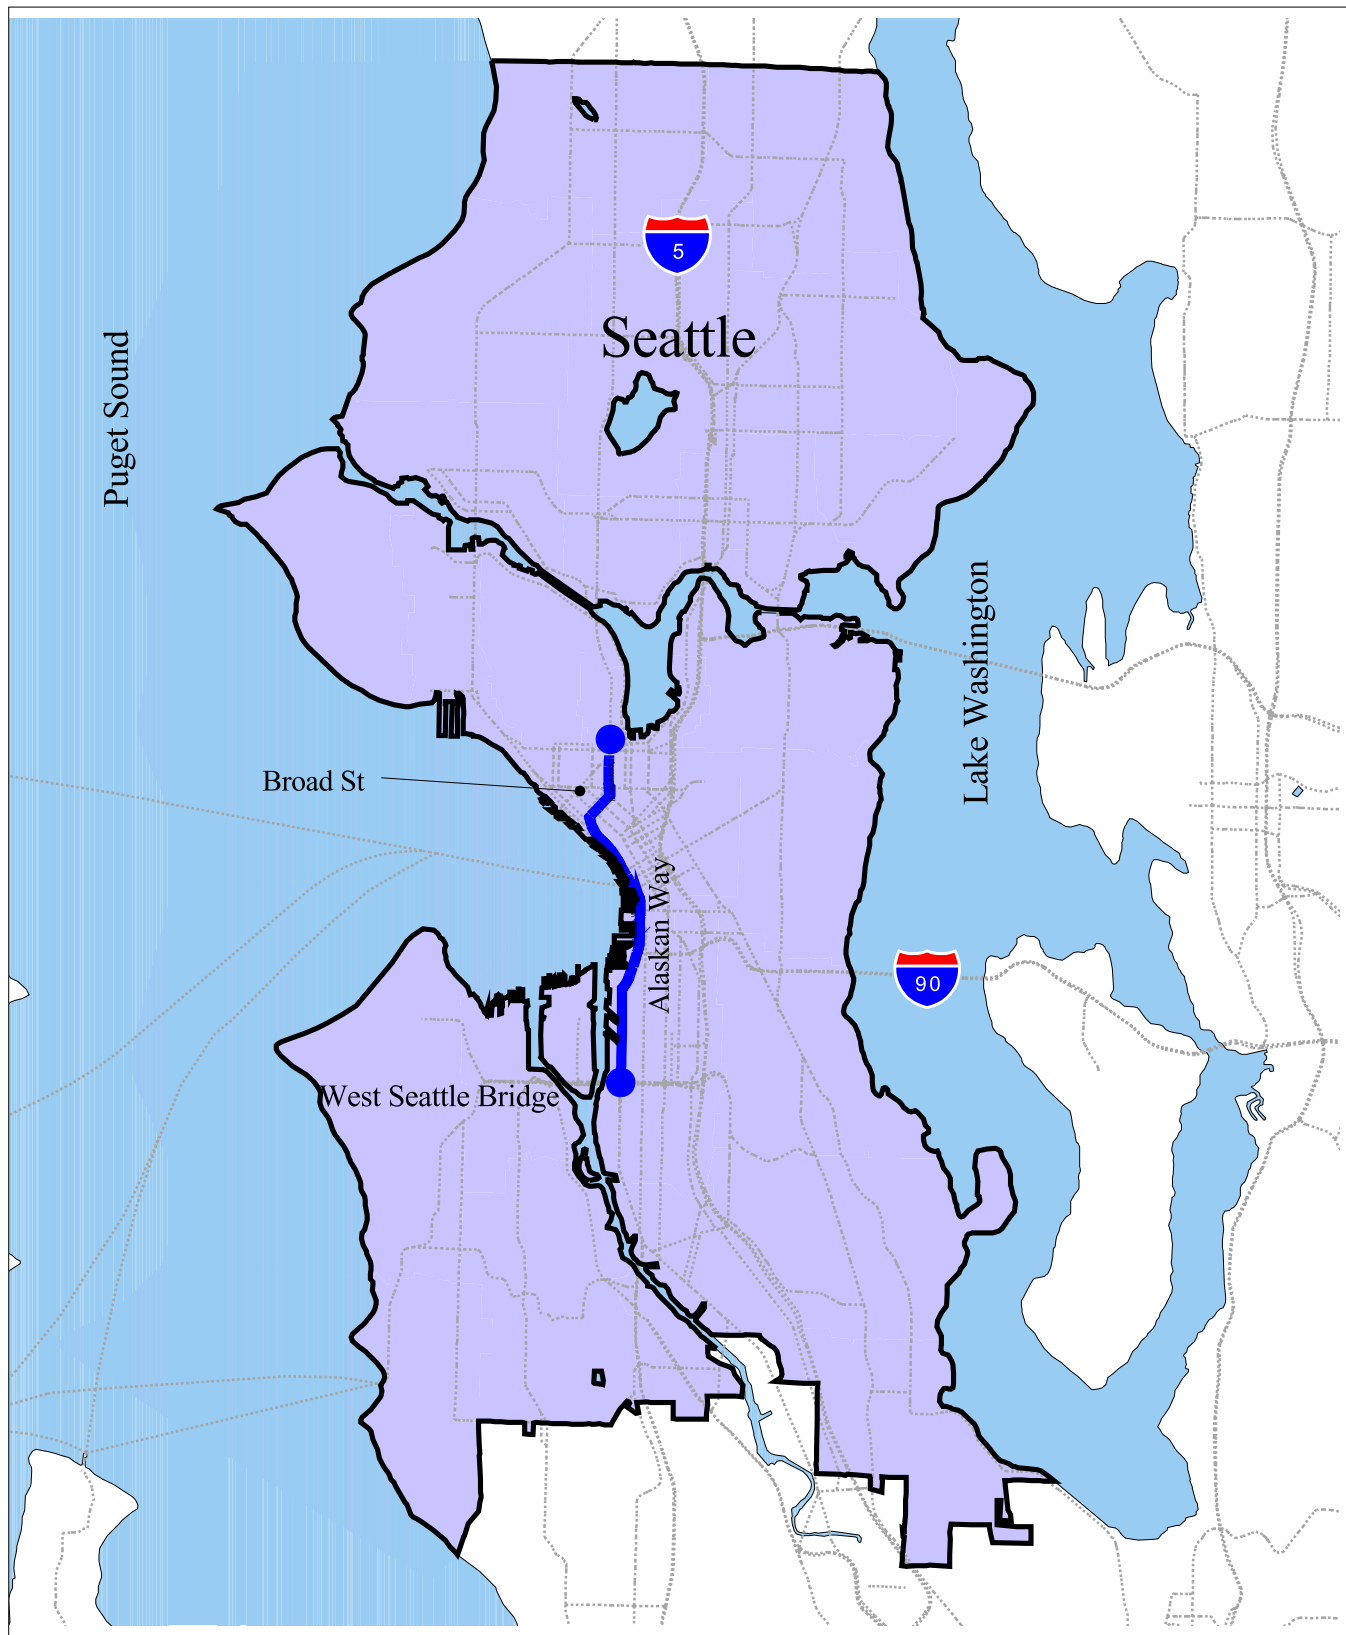 5
Seattle
Puget Sound
Lake Washington
Broad St
Alaskan Way
90
West Seattle Bridge